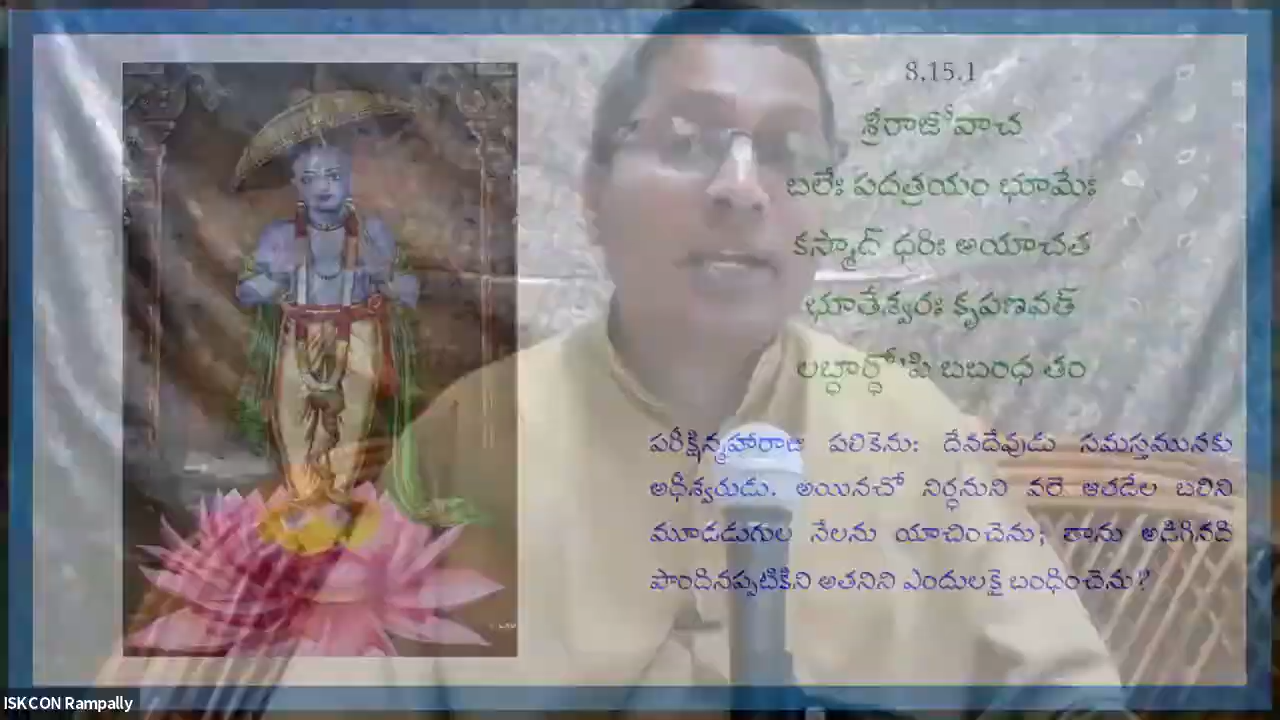 8.15.1
శ్రీరాజోవాచ
బలేః పదత్రయం భూమేః
కస్మాద్ ధరిః అయాచత
భూతేశ్వరః కృపణవత్
లబ్ధార్థోఽపి బబంధ తం
పరీక్షిన్మహారాజు పలికెను: దేవదేవుడు సమస్తమునకు
అధీశ్వరుడు. అయినచో నిర్ధనుని వలె ఆతడేల బలిని
మూడడుగుల నేలను యాచించెను; తాను అడిగినది
పొందినప్పటికిని అతనిని ఎందులకై బంధించెను?
ISKCON Rampally